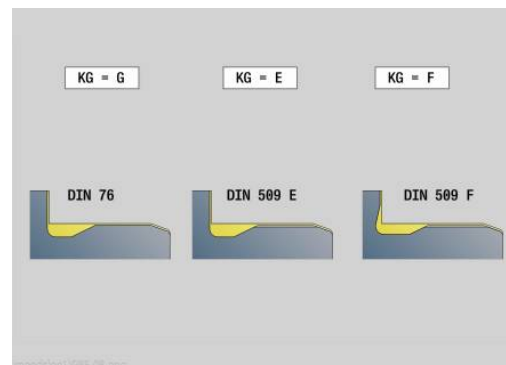 KG = G
KG = E
KG = F
DIN 76
DIN 509 E
DIN 509 F